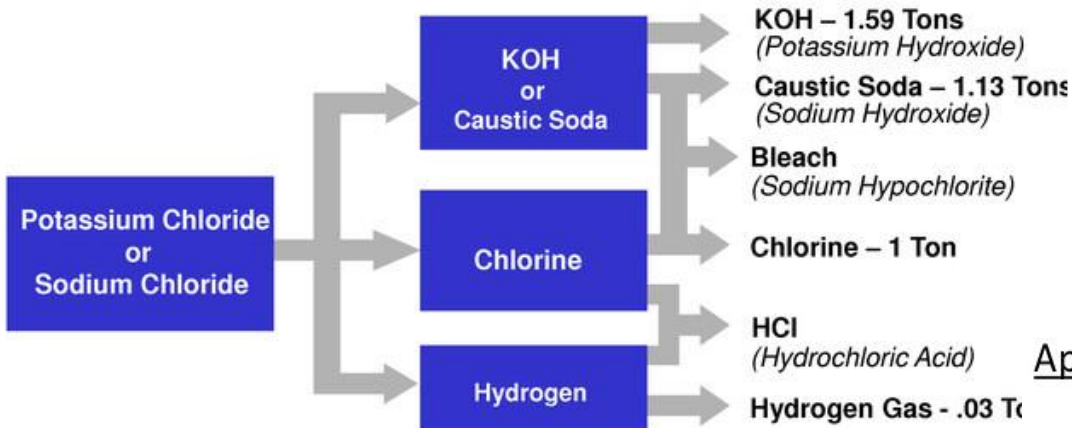 Potassium Chloride
or
Sodium Chloride
KOH
or
Caustic Soda
Chlorine
Hydrogen
KOH – 1.59 Tons
(Potassium Hydroxide)
Caustic Soda – 1.13 Tons
(Sodium Hydroxide)
Bleach
(Sodium Hypochlorite)
Chlorine – 1 Ton
HCI
(Hydrochloric Acid)
Hydrogen Gas - .03